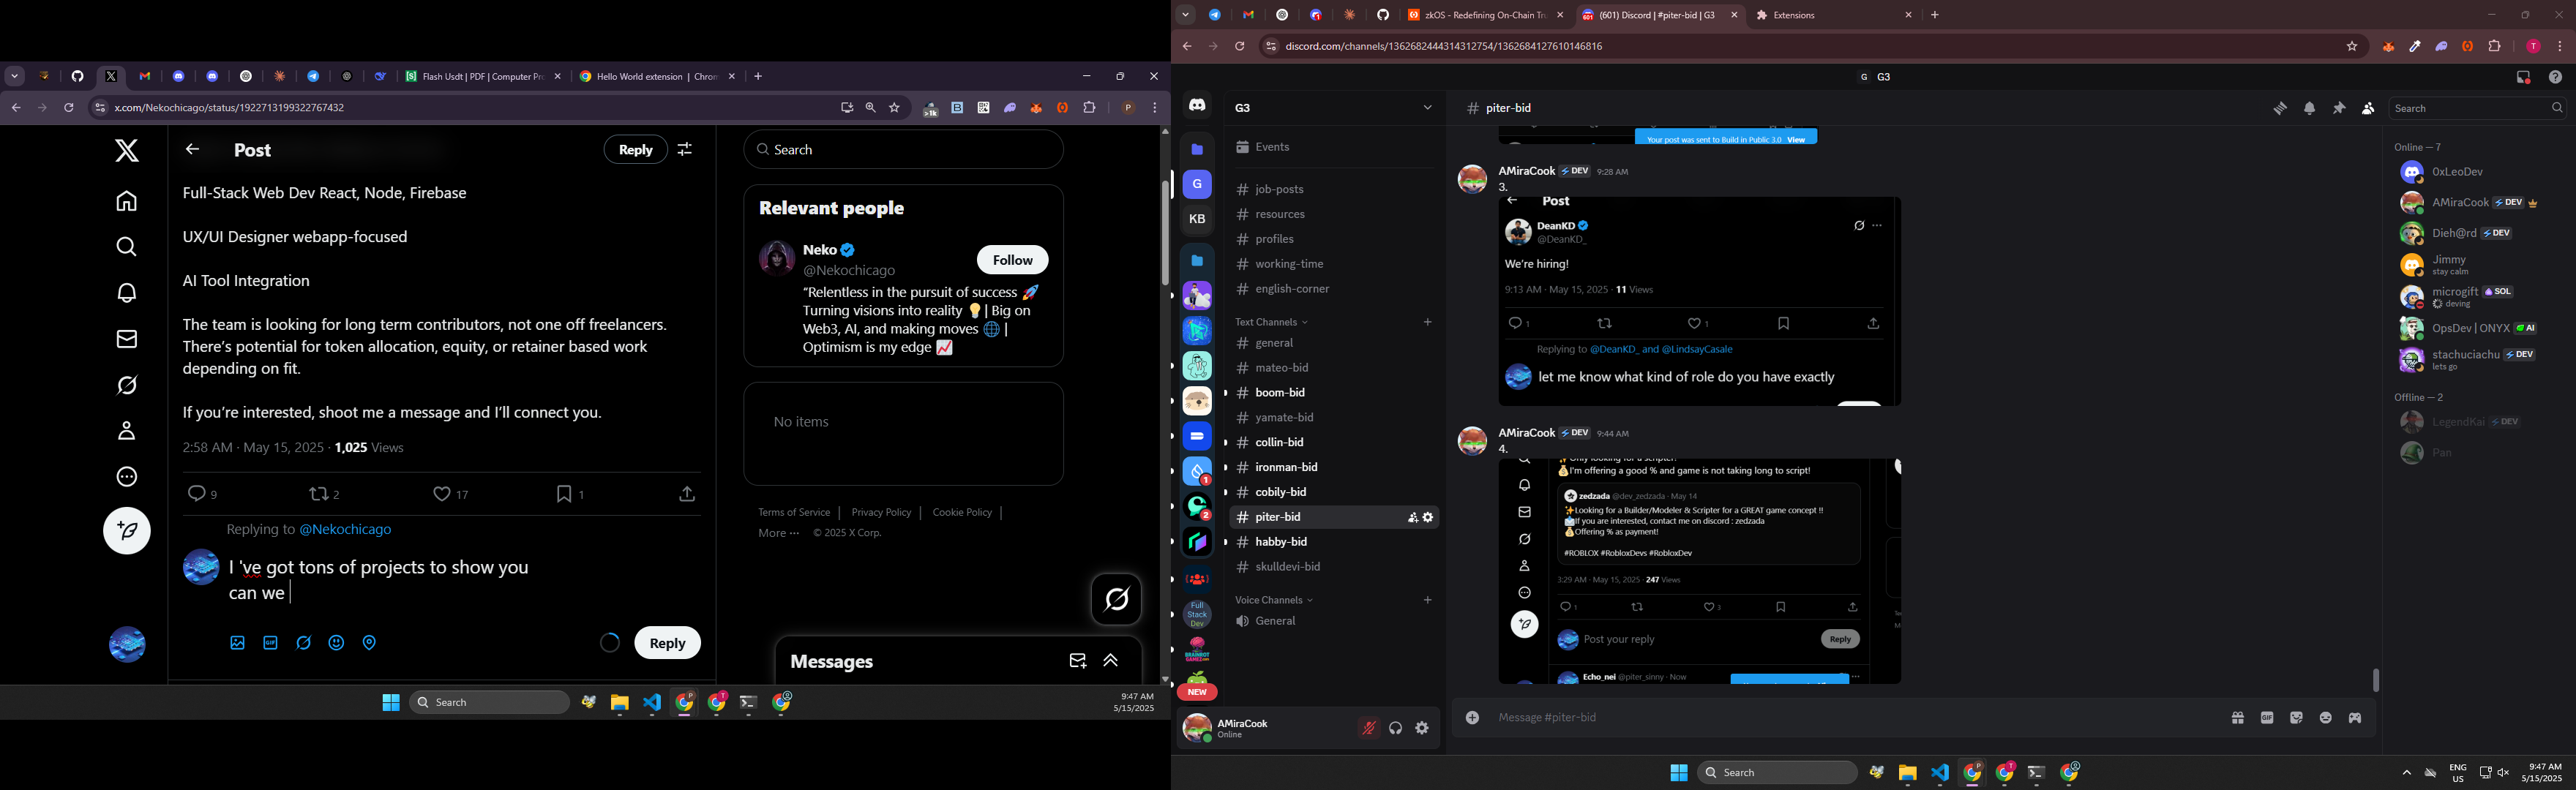 Flash Usdt | PDF | Computer Pr
Hello World extension | Chrom
x.com/Nekochicago/status/1922713199322767432
>1k
P
Post
Reply
Full-Stack Web Dev React, Node, Firebase
UX/UI Designer webapp-focused
AI Tool Integration
The team is looking for long term contributors, not one off freelancers.
There’s potential for token allocation, equity, or retainer based work
depending on fit.
If you’re interested, shoot me a message and I’ll connect you.
2:58 AM · May 15, 2025 · 1,025 Views
9
2
17
1
Replying to @Nekochicago
I 've got tons of projects to show you
can we
GIF
Reply
Search
Relevant people
Neko
@Nekochicago
Follow
“Relentless in the pursuit of success 🚀
Turning visions into reality 💡| Big on
Web3, AI, and making moves 🌐 |
Optimism is my edge 📈
No items
Terms of Service | Privacy Policy | Cookie Policy |
More ··· © 2025 X Corp.
Messages
Search
9:47 AM
5/15/2025
zkOS - Redefining On-Chain Tru
(601) Discord | #piter-bid | G3
Extensions
discord.com/channels/1362682444314312754/1362684127610146816
T
G G3
G
KB
1
2
Full
Stack
Dev
NEW
G3
Events
job-posts
resources
profiles
working-time
english-corner
Text Channels
general
mateo-bid
boom-bid
yamate-bid
collin-bid
ironman-bid
cobily-bid
piter-bid
habby-bid
skulldevi-bid
Voice Channels
General
AMiraCook
Online
# piter-bid
Search
Your post was sent to Build in Public 3.0 View
AMiraCook DEV 9:28 AM
3.
Post
DeanKD
@DeanKD_
We're hiring!
9:13 AM · May 15, 2025 · 11 Views
1
1
Replying to @DeanKD_ and @LindsayCasale
let me know what kind of role do you have exactly
AMiraCook DEV 9:44 AM
4.
✨Only looking for a scripter!
💰I'm offering a good % and game is not taking long to script!
zedzada @dev_zedzada · May 14
✨Looking for a Builder/Modeler & Scripter for a GREAT game concept !!
📩If you are interested, contact me on discord : zedzada
💰Offering % as payment!
#ROBLOX #RobloxDevs #RobloxDev
3:29 AM · May 15, 2025 · 247 Views
1
3
Post your reply
Reply
Echo_nei @piter_sinny · Now
Message #piter-bid
GIF
Online — 7
0xLeoDev
AMiraCook DEV
Dieh@rd DEV
Jimmy
stay calm
microgift SOL
deving
OpsDev | ONYX AI
stachuciachu DEV
lets go
Offline — 2
LegendKai DEV
Pan
Search
ENG
US
9:47 AM
5/15/2025